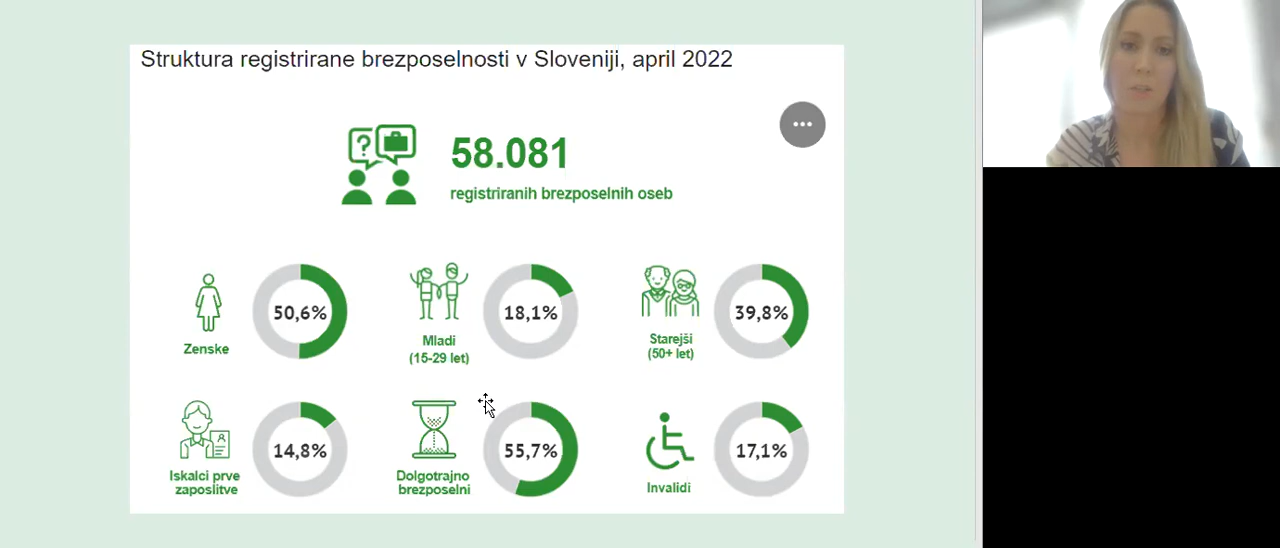 Struktura registrirane brezposelnosti v Sloveniji, april 2022
?
58.081
registriranih brezposelnih oseb
50,6%
Zenske
18,1%
Mladi
(15-29 let)
39,8%
Starejši
(50+ let)
14,8%
Iskalci prve
zaposlitve
55,7%
Dolgotrajno
brezposelni
17,1%
Invalidi